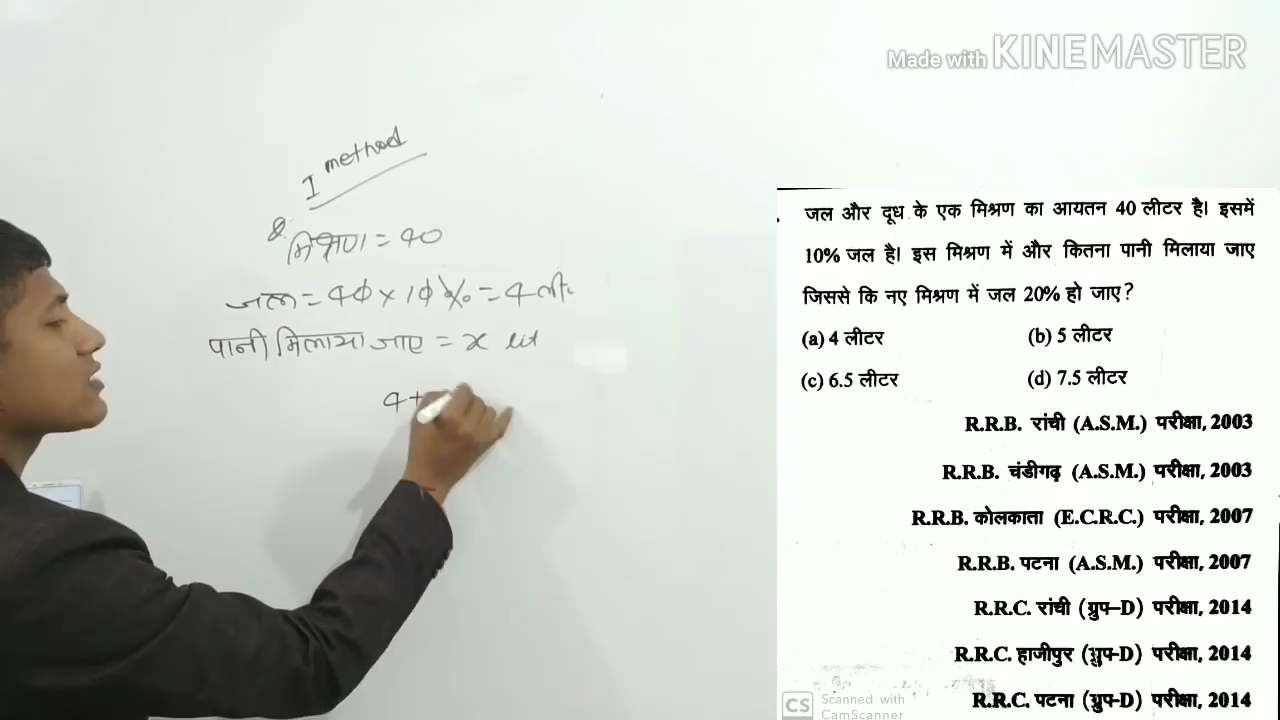 Made with KINEMASTER
I method
मिश्रण = 40
जल = 40 × 10 % = 4 ली.
पानी मिलाया जाए = x lit
4+
जल और दूध के एक मिश्रण का आयतन 40 लीटर है। इसमें
10% जल है। इस मिश्रण में और कितना पानी मिलाया जाए
जिससे कि नए मिश्रण में जल 20% हो जाए?
(a) 4 लीटर (b) 5 लीटर
(c) 6.5 लीटर (d) 7.5 लीटर
R.R.B. रांची (A.S.M.) परीक्षा, 2003
R.R.B. चंडीगढ़ (A.S.M.) परीक्षा, 2003
R.R.B. कोलकाता (E.C.R.C.) परीक्षा, 2007
R.R.B. पटना (A.S.M.) परीक्षा, 2007
R.R.C. रांची (ग्रुप-D) परीक्षा, 2014
R.R.C. हाजीपुर (ग्रुप-D) परीक्षा, 2014
R.R.C. पटना (ग्रुप-D) परीक्षा, 2014
CS Scanned with
CamScanner